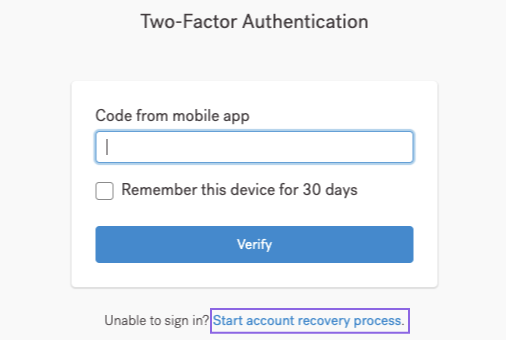 Two-Factor Authentication
Code from mobile app
Remember this device for 30 days
Verify
Unable to sign in? Start account recovery process.